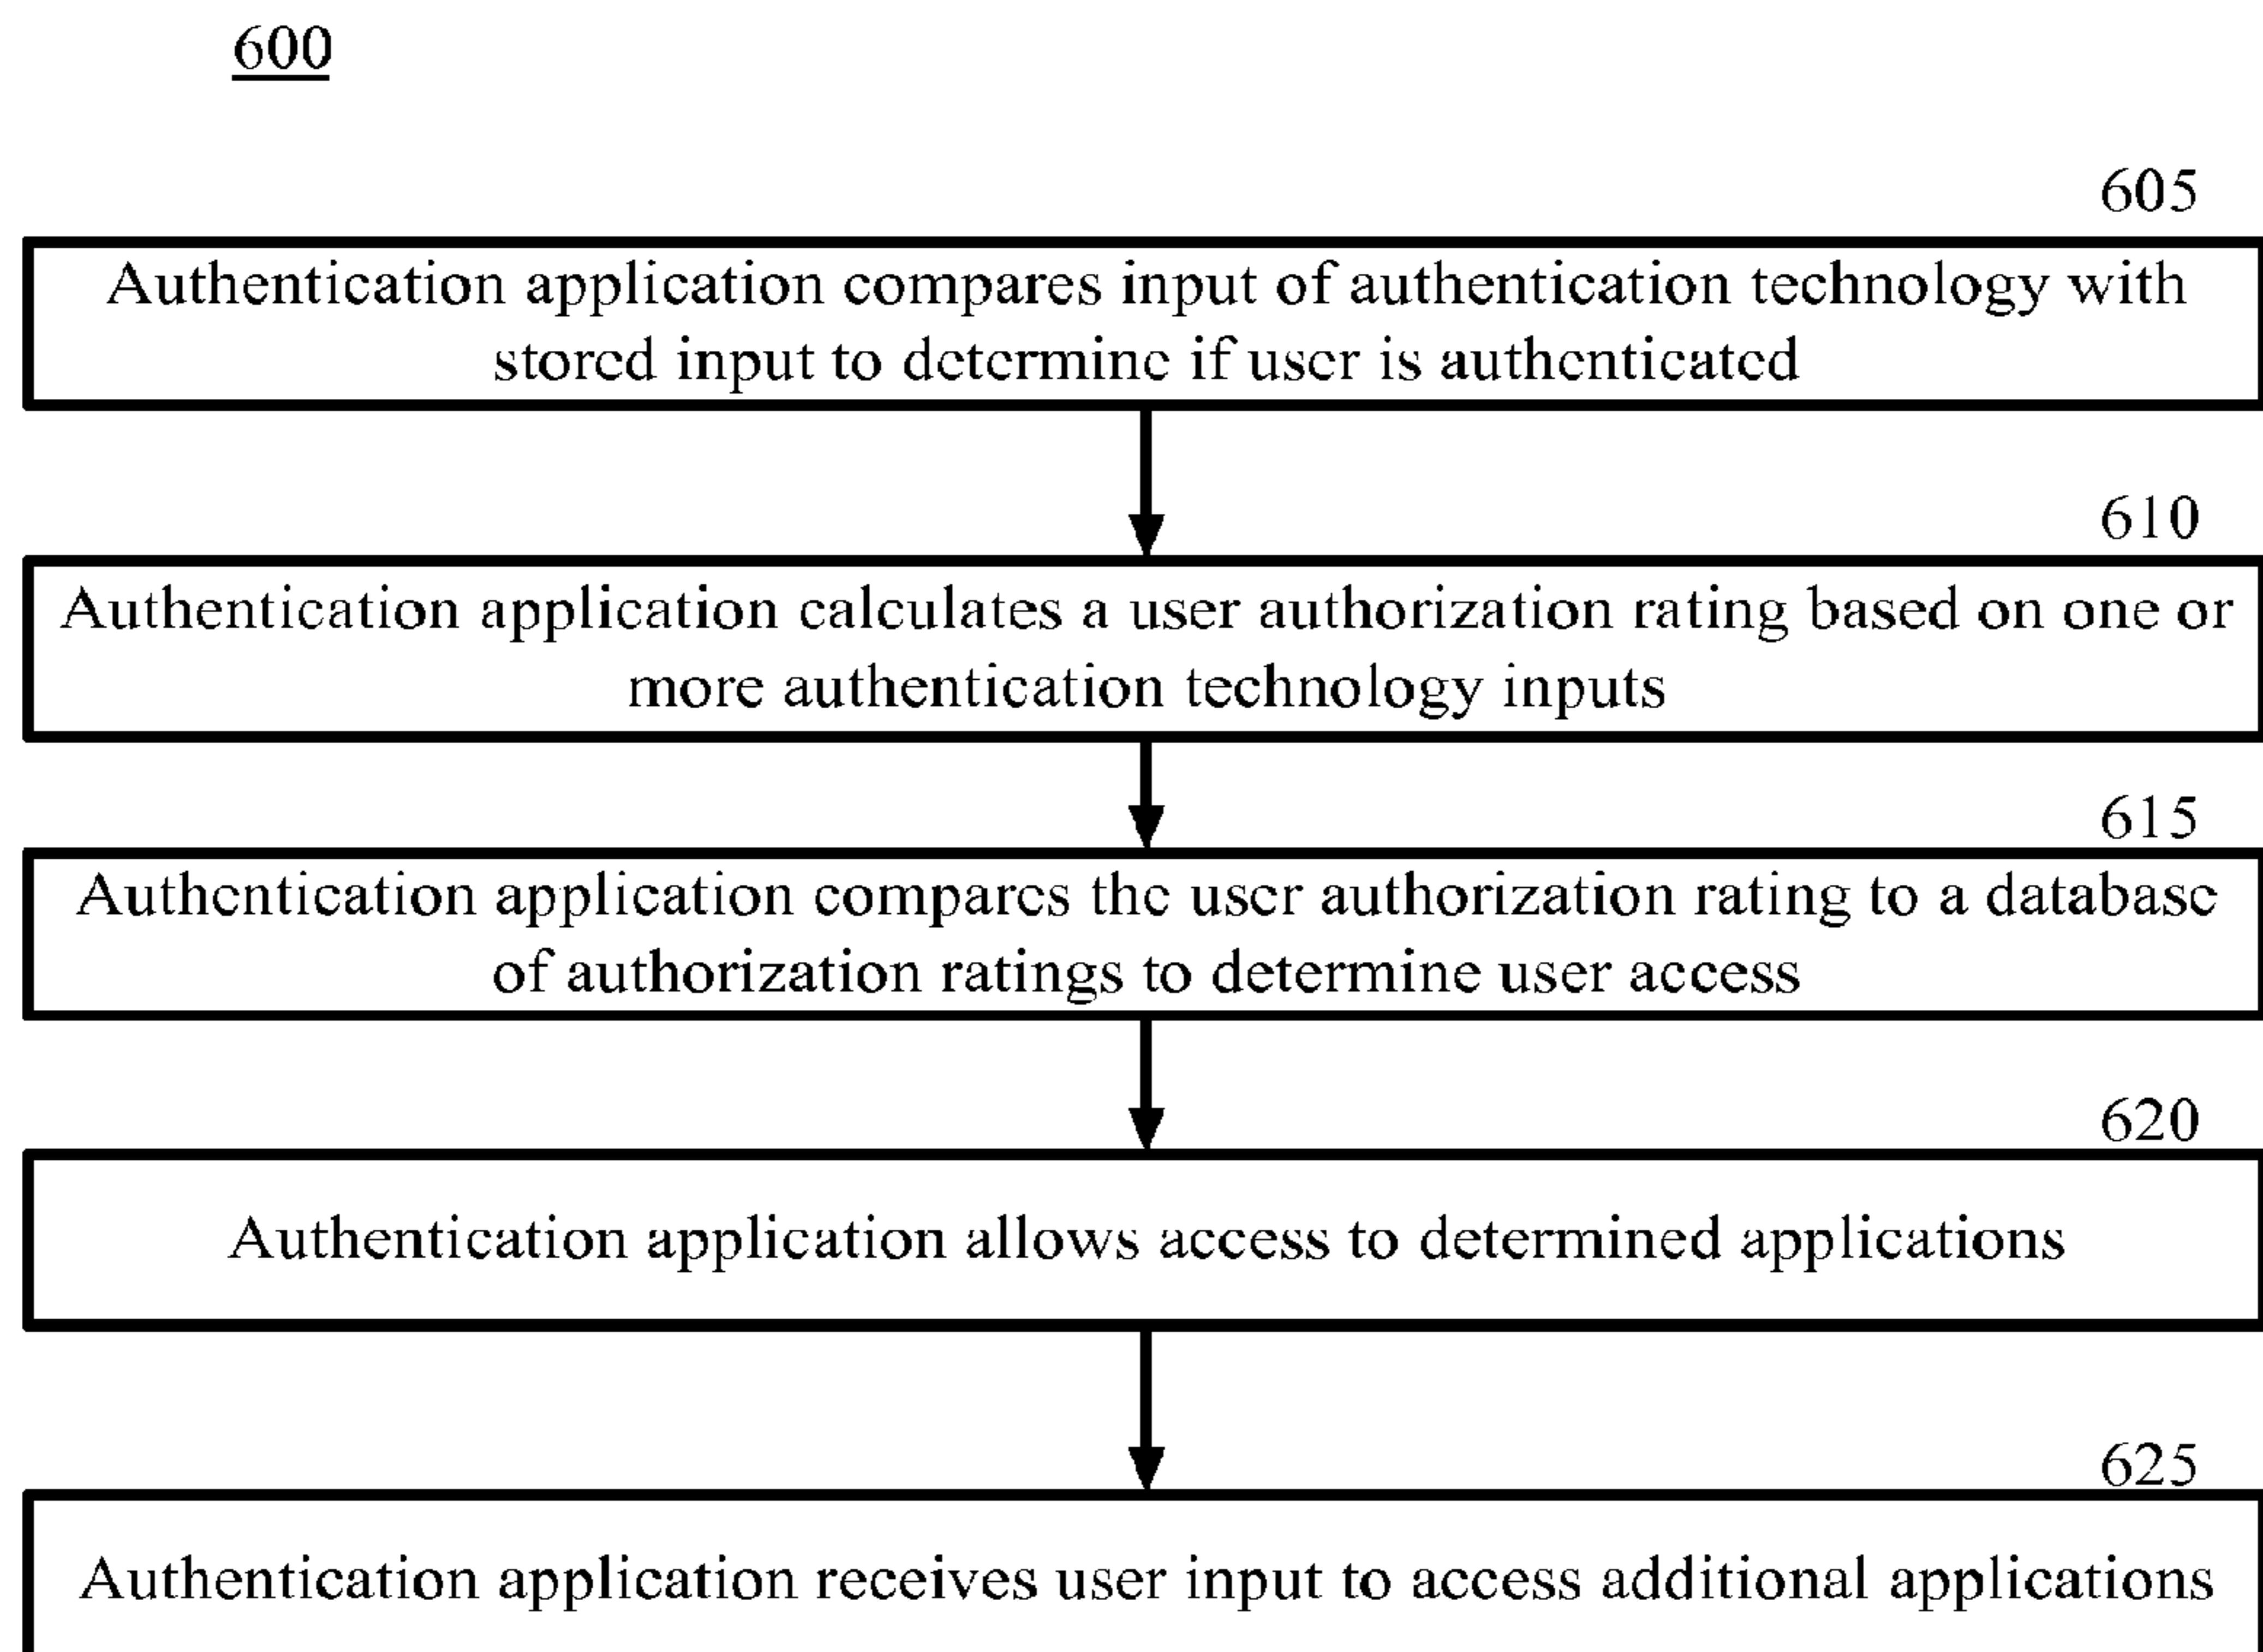 600
605
Authentication application compares input of authentication technology with
stored input to determine if user is authenticated
610
Authentication application calculates a user authorization rating based on one or
more authentication technology inputs
615
Authentication application compares the user authorization rating to a database
of authorization ratings to determine user access
620
Authentication application allows access to determined applications
625
Authentication application receives user input to access additional applications